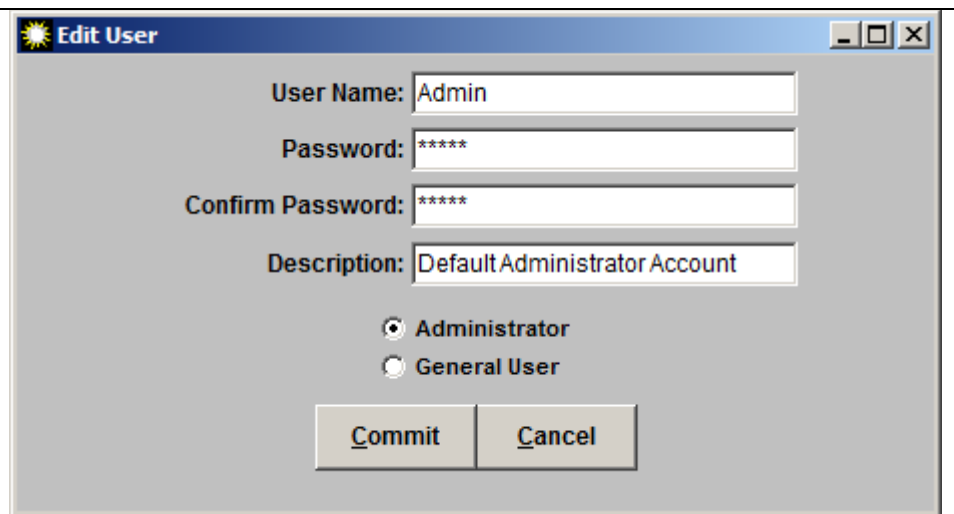 Edit User
User Name: Admin
Password: *****
Confirm Password: *****
Description: Default Administrator Account
Administrator
General User
Commit Cancel